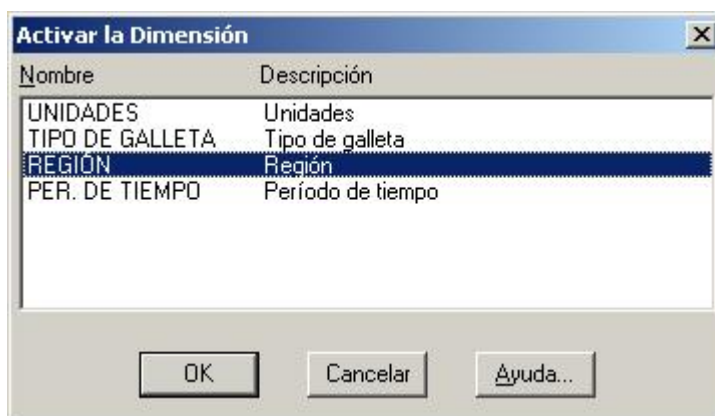 Activar la Dimensión
Nombre Descripción
UNIDADES Unidades
TIPO DE GALLETA Tipo de galleta
REGIÓN Región
PER. DE TIEMPO Período de tiempo
OK Cancelar Ayuda...